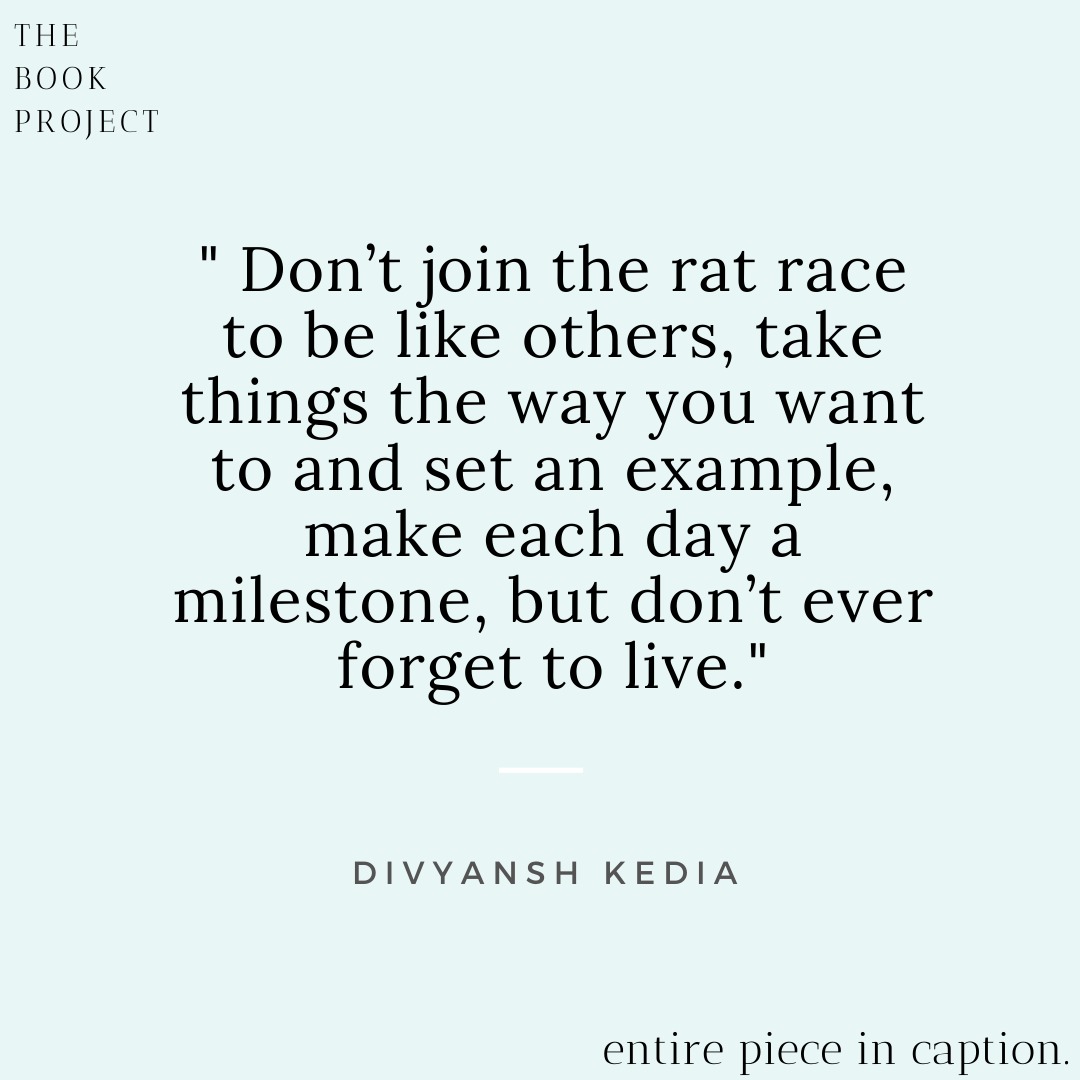 THE
BOOK
PROJECT
" Don’t join the rat race
to be like others, take
things the way you want
to and set an example,
make each day a
milestone, but don’t ever
forget to live."
DIVYANSH KEDIA
entire piece in caption.